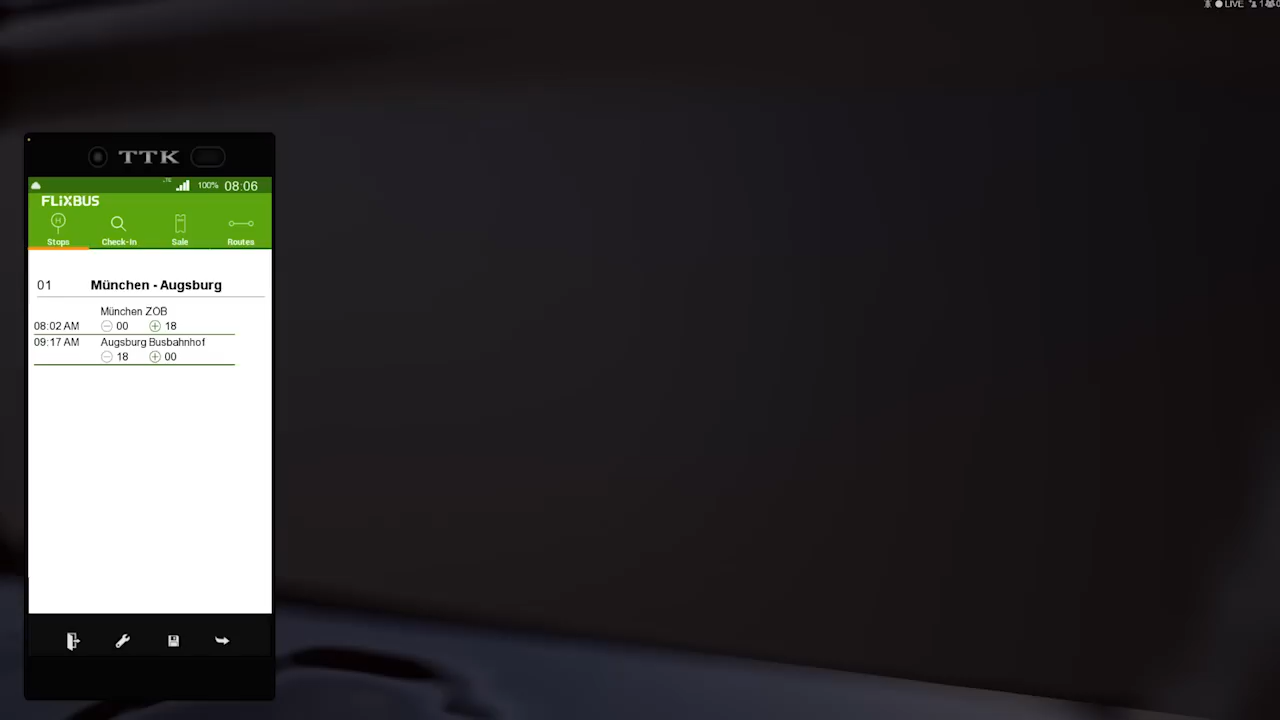 LIVE
TTK
100% 08:06
FLiXBUS
H
Stops Check-In Sale Routes
01 München - Augsburg
München ZOB
08:02 AM 00 18
09:17 AM Augsburg Busbahnhof
18 00